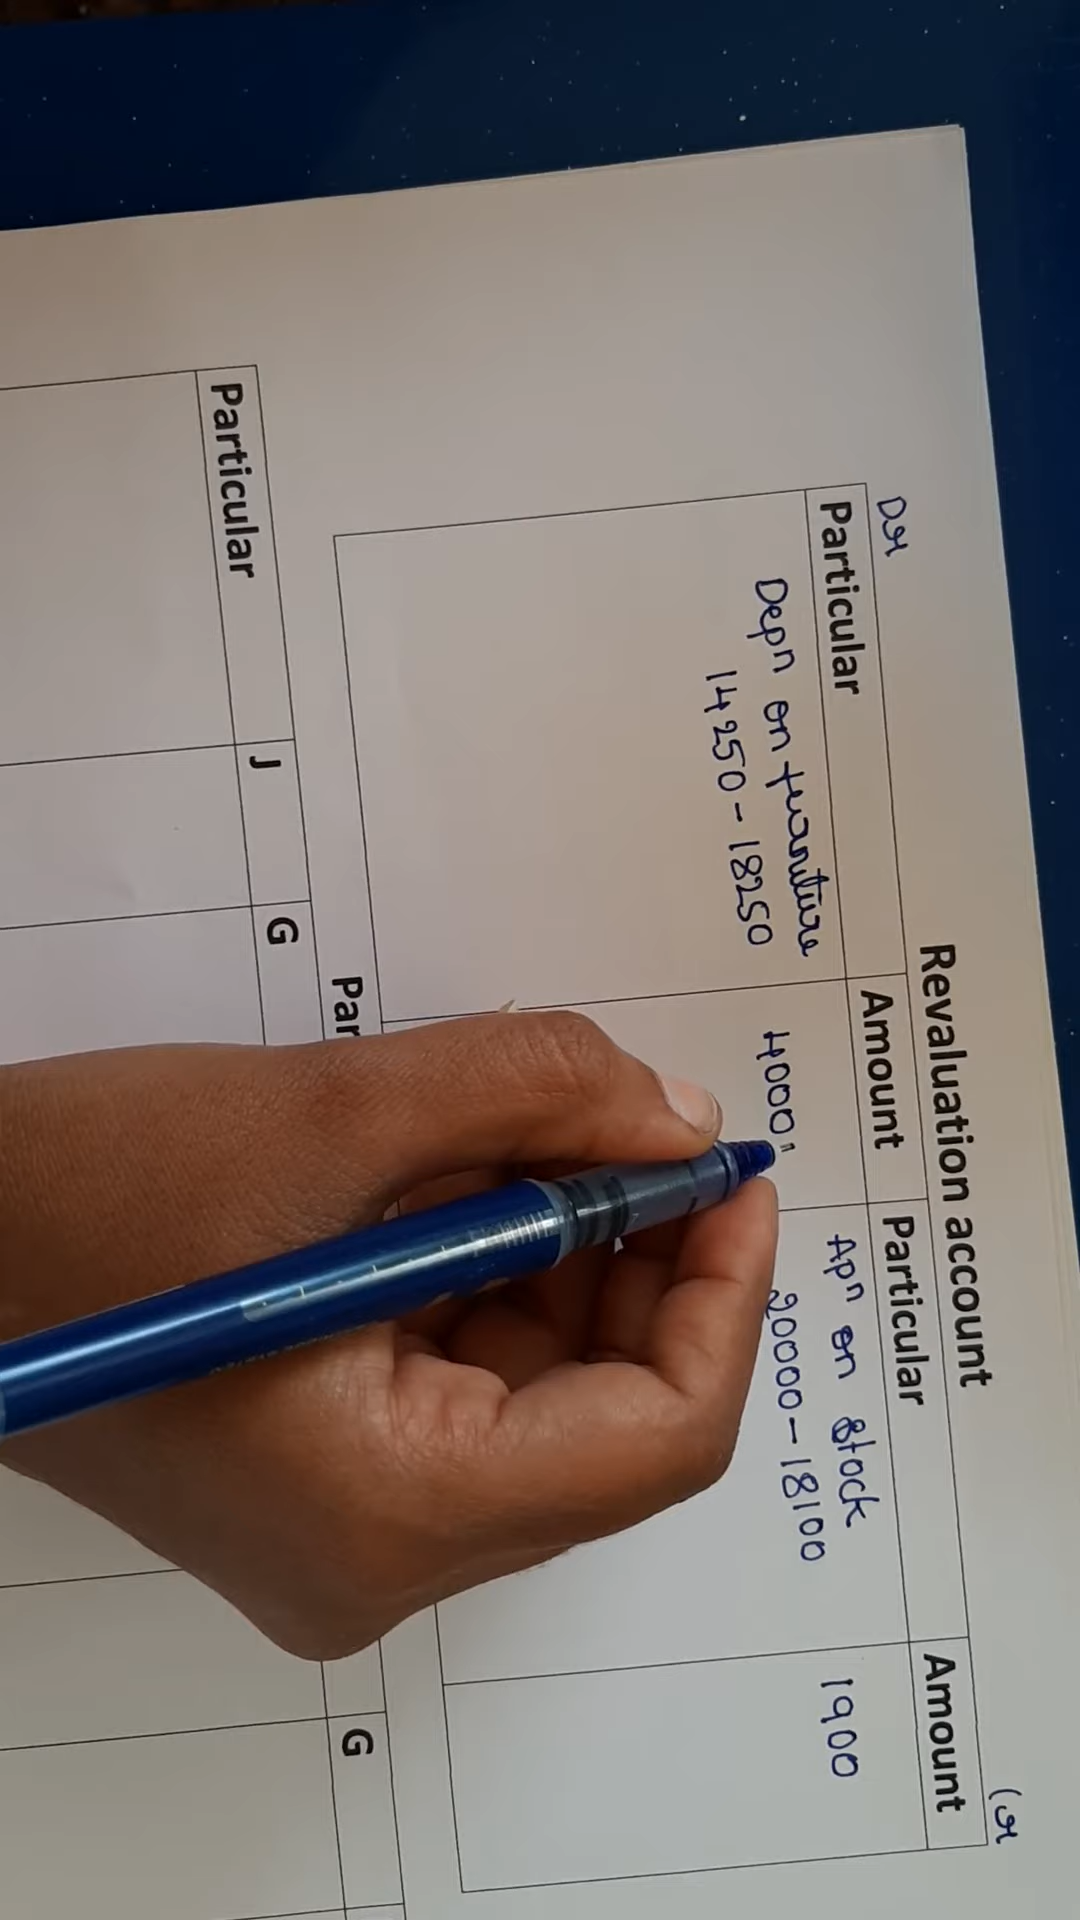 Revaluation account
Dr
Cr
Particular Amount Particular Amount
Depn on furniture 4000 Apn on stock 1900
14250-18250 20000-18100
Par
Particular J G
G